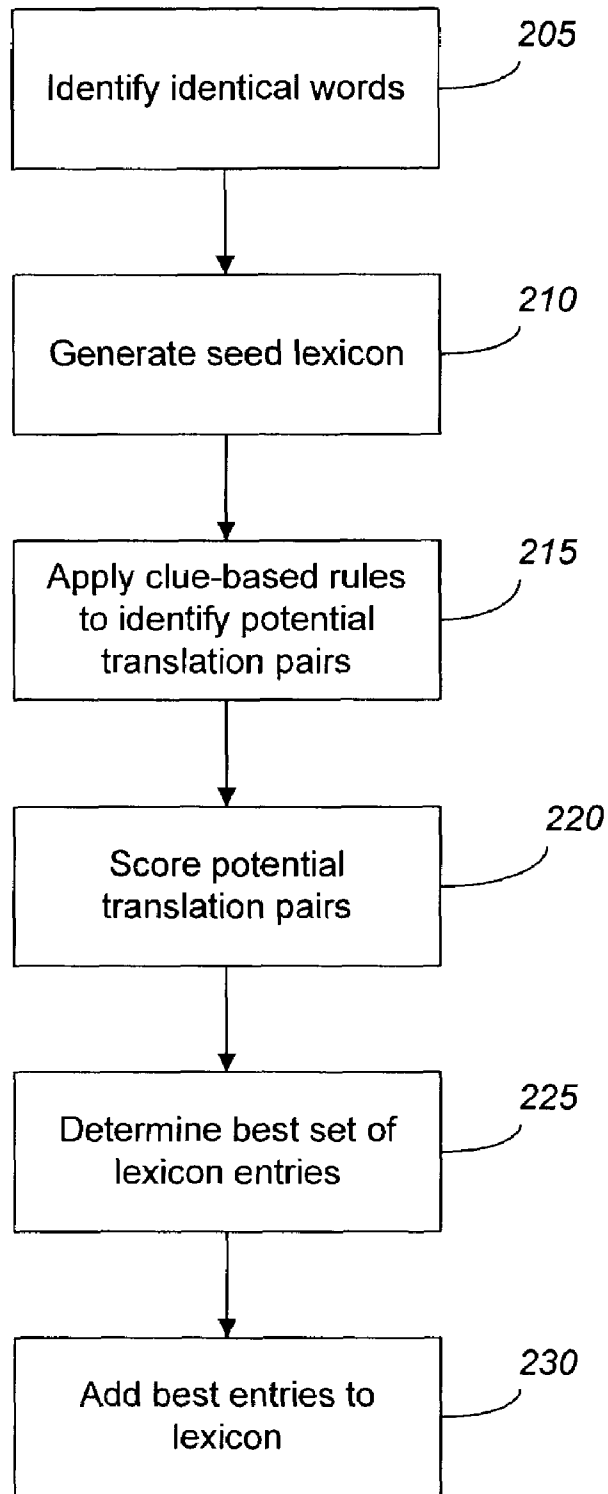 205
Identify identical words
210
Generate seed lexicon
215
Apply clue-based rules
to identify potential
translation pairs
220
Score potential
translation pairs
225
Determine best set of
lexicon entries
230
Add best entries to
lexicon